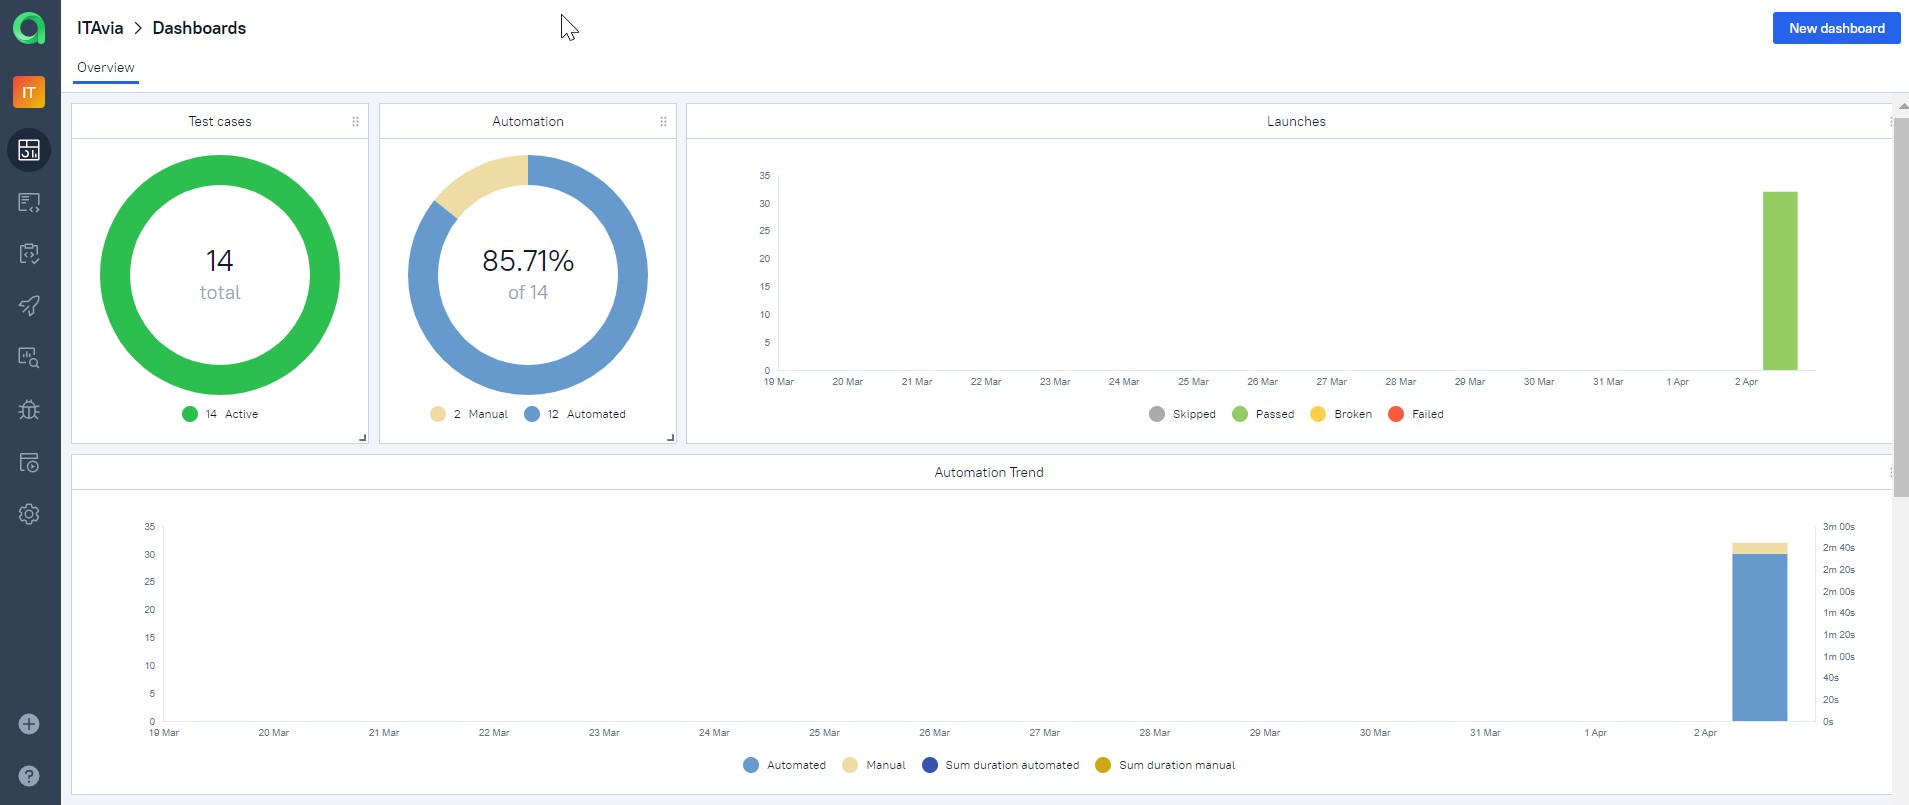 ITAvia > Dashboards
New dashboard
Overview
IT
Test cases
14
total
14 Active
Automation
85.71%
of 14
2 Manual 12 Automated
Launches
35
30
25
20
15
10
5
0
19 Mar 20 Mar 21 Mar 22 Mar 23 Mar 24 Mar 25 Mar 26 Mar 27 Mar 28 Mar 29 Mar 30 Mar 31 Mar 1 Apr 2 Apr
Skipped Passed Broken Failed
Automation Trend
35
30
25
20
15
10
5
0
3m 00s
2m 40s
2m 20s
2m 00s
1m 40s
1m 20s
1m 00s
40s
20s
0s
19 Mar 20 Mar 21 Mar 22 Mar 23 Mar 24 Mar 25 Mar 26 Mar 27 Mar 28 Mar 29 Mar 30 Mar 31 Mar 1 Apr 2 Apr
Automated Manual Sum duration automated Sum duration manual